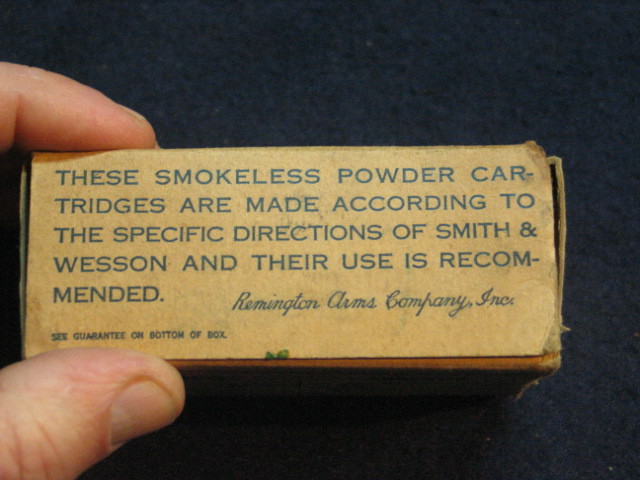 THESE SMOKELESS POWDER CAR-
TRIDGES ARE MADE ACCORDING TO
THE SPECIFIC DIRECTIONS OF SMITH &
WESSON AND THEIR USE IS RECOM-
MENDED.
Remington Arms Company, Inc.
SEE GUARANTEE ON BOTTOM OF BOX.